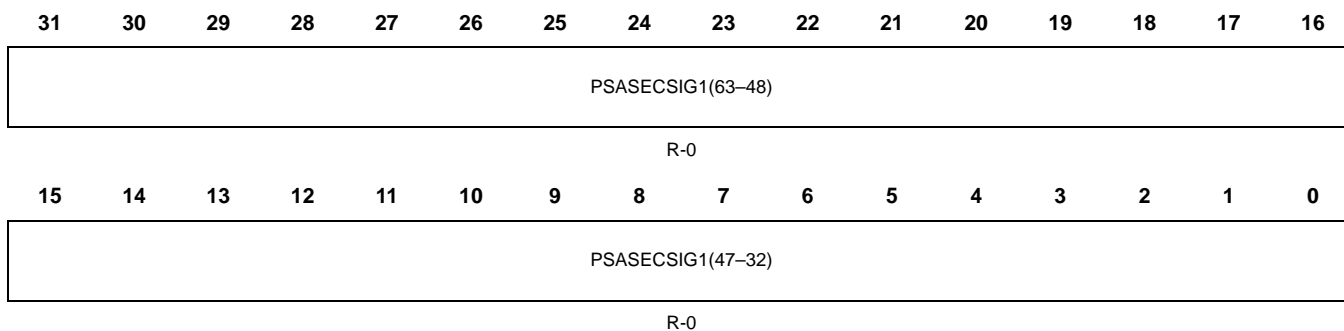 31 30 29 28 27 26 25 24 23 22 21 20 19 18 17 16
PSASECSIG1(63–48)
R-0
15 14 13 12 11 10 9 8 7 6 5 4 3 2 1 0
PSASECSIG1(47–32)
R-0